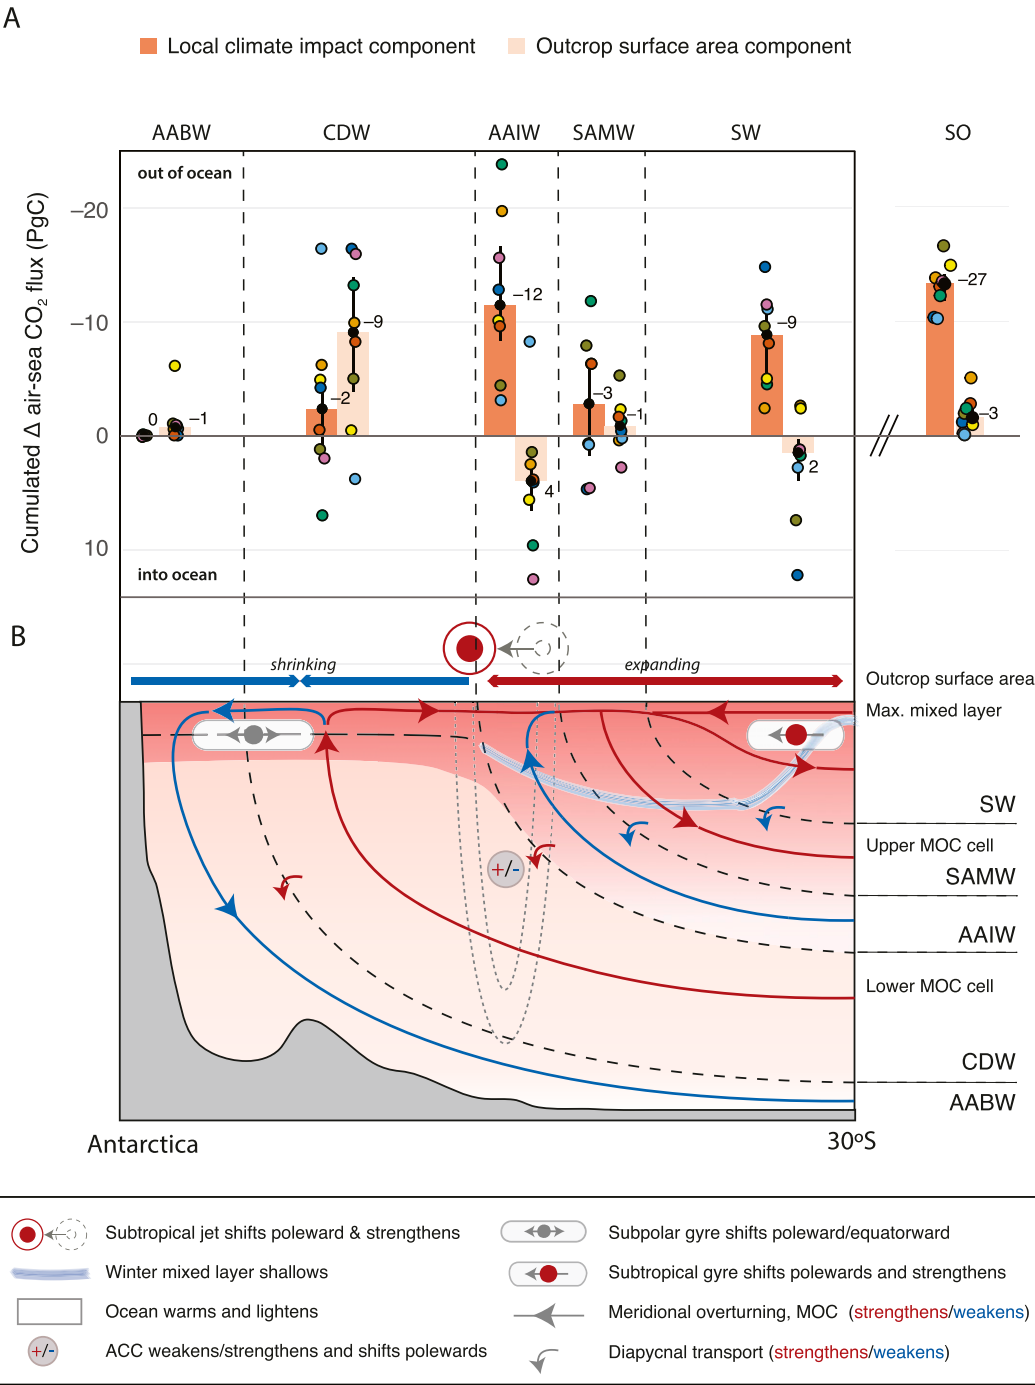 A
Local climate impact component
Outcrop surface area component
AABW CDW AAIW SAMW SW SO
out of ocean
Cumulated Δ air-sea CO2 flux (PgC)
−20
−10
0
10
0 −1 −2 −9 −12 4 −3 −1 −9 2 −27 −3
into ocean
B
shrinking
expanding
Outcrop surface area
Max. mixed layer
SW
Upper MOC cell
SAMW
+/-
AAIW
Lower MOC cell
CDW
AABW
Antarctica
30ºS
Subtropical jet shifts poleward & strengthens
Subpolar gyre shifts poleward/equatorward
Winter mixed layer shallows
Subtropical gyre shifts polewards and strengthens
Ocean warms and lightens
Meridional overturning, MOC (strengthens/weakens)
+/- ACC weakens/strengthens and shifts polewards
Diapycnal transport (strengthens/weakens)